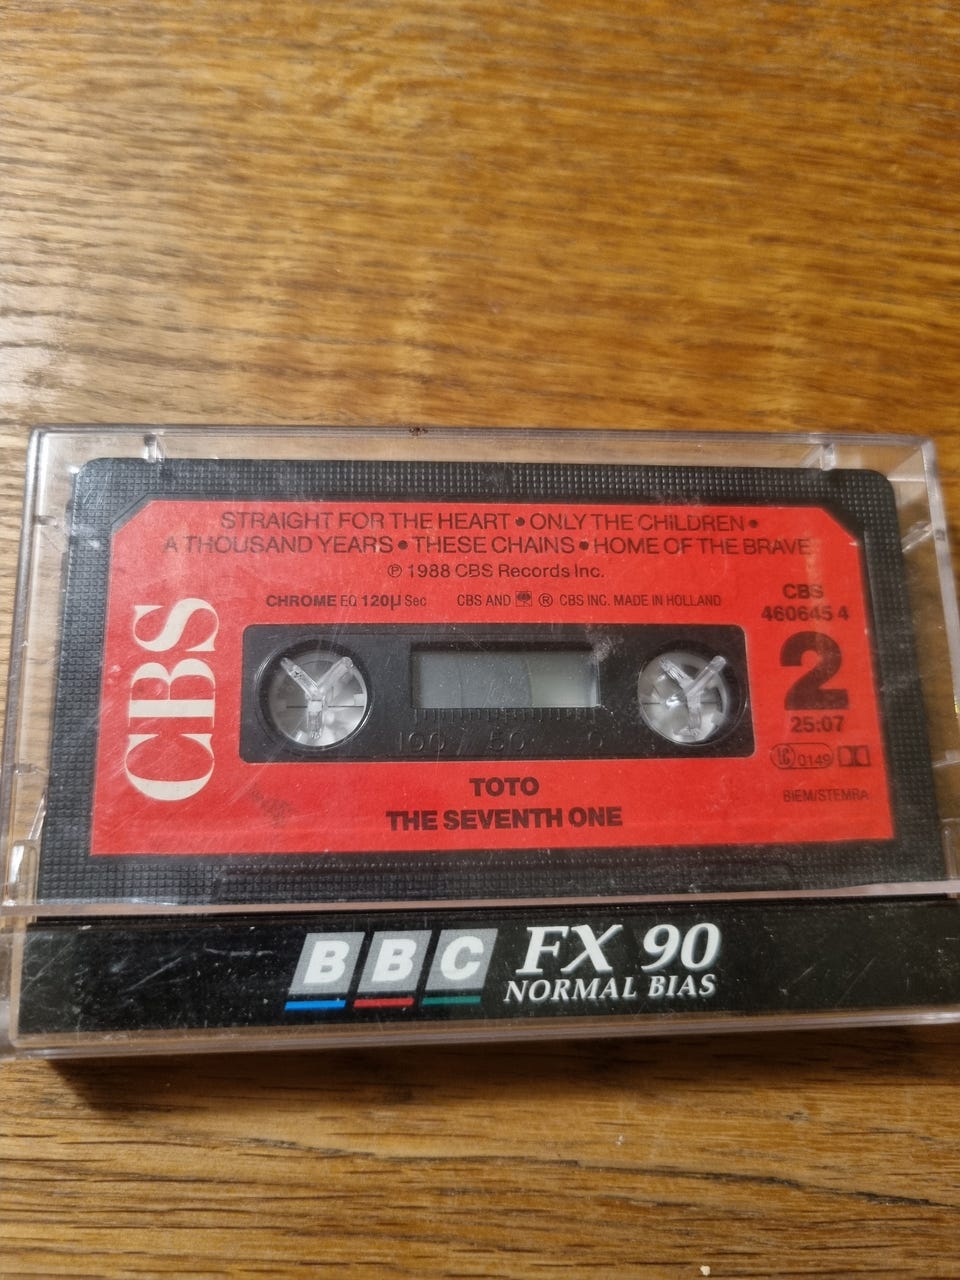 STRAIGHT FOR THE HEART • ONLY THE CHILDREN •
A THOUSAND YEARS • THESE CHAINS • HOME OF THE BRAVE
℗ 1988 CBS Records Inc.
CHROME EQ 120µ Sec CBS AND ® CBS INC. MADE IN HOLLAND
CBS
CBS
460645 4
2
25:07
LC 0149
BIEM/STEMRA
100 50 0
TOTO
THE SEVENTH ONE
BBC FX 90
NORMAL BIAS